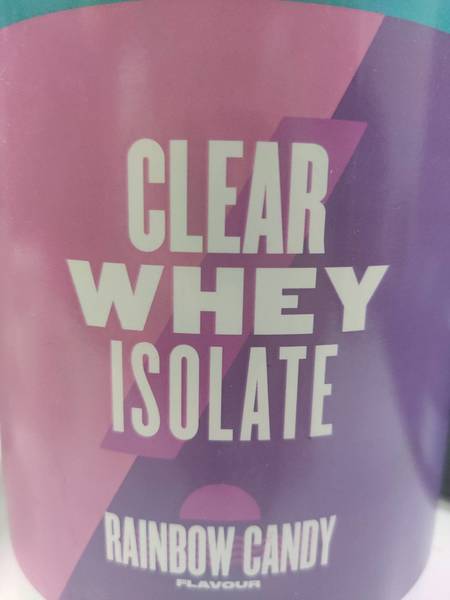 CLEAR
WHEY
ISOLATE
RAINBOW CANDY
FLAVOUR